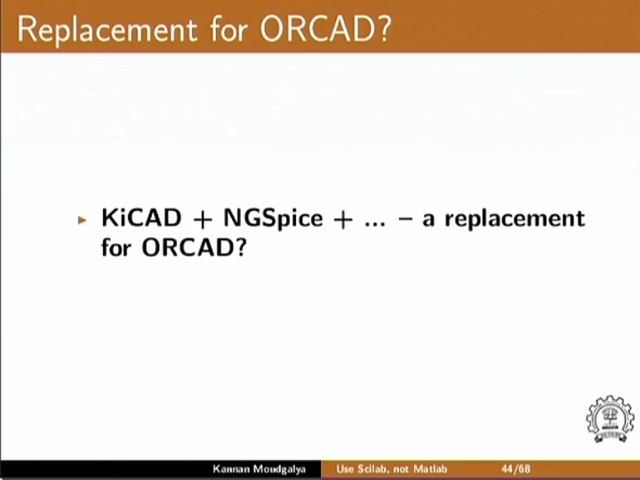 Replacement for ORCAD?
▸ KiCAD + NGSpice + ... – a replacement
for ORCAD?
Kannan Moudgalya Use Scilab, not Matlab 44/68